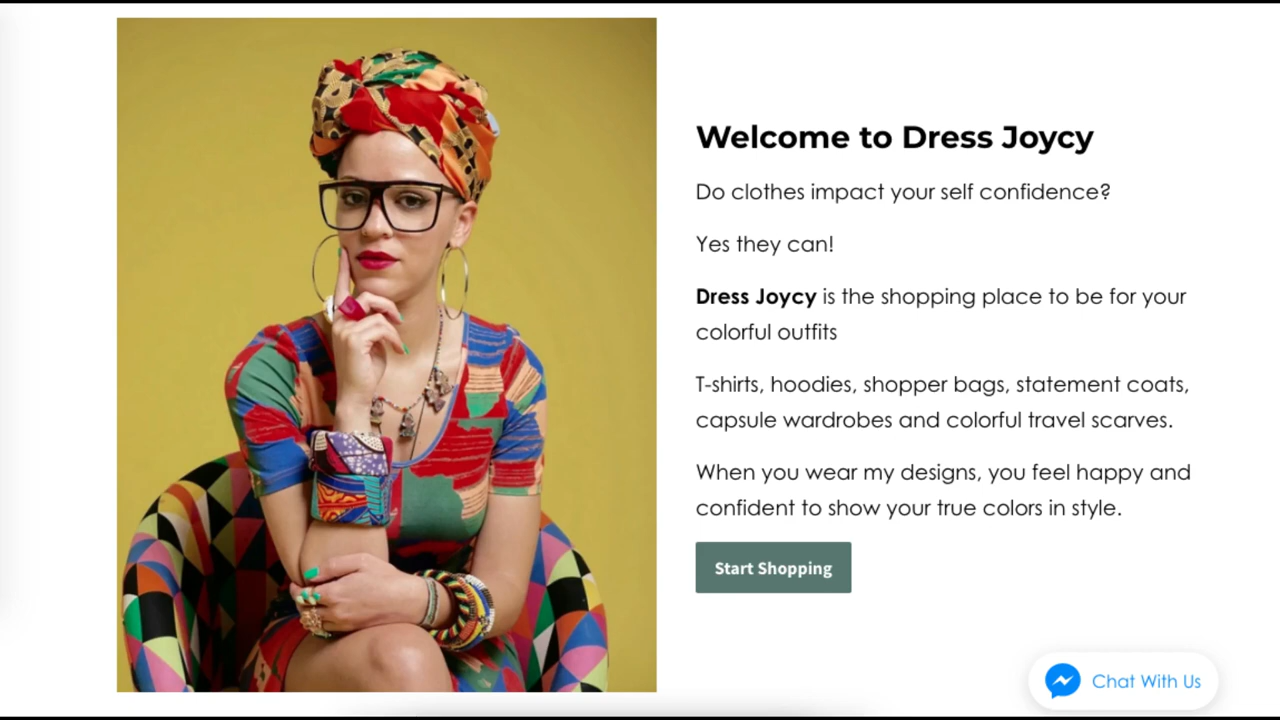 Welcome to Dress Joycy
Do clothes impact your self confidence?
Yes they can!
Dress Joycy is the shopping place to be for your
colorful outfits
T-shirts, hoodies, shopper bags, statement coats,
capsule wardrobes and colorful travel scarves.
When you wear my designs, you feel happy and
confident to show your true colors in style.
Start Shopping
Chat With Us